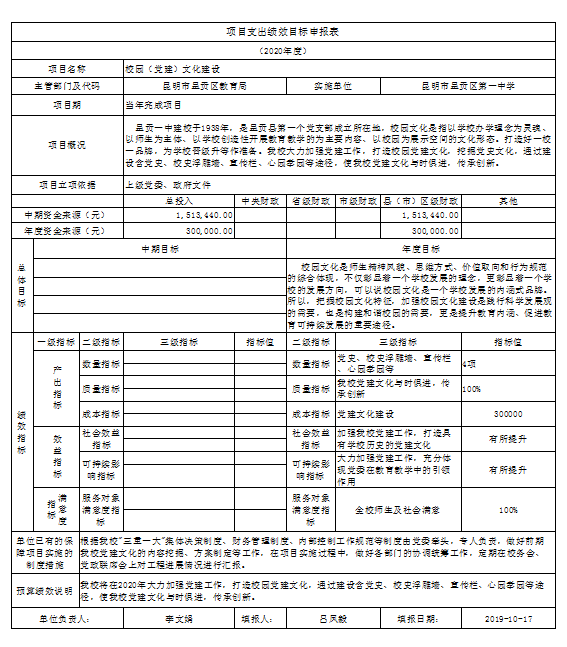 项目支出绩效目标申报表
（2020年度）
项目名称 校园（党建）文化建设
主管部门及代码 昆明市呈贡区教育局 实施单位 昆明市呈贡区第一中学
项目期 当年完成项目
项目概况
呈贡一中建校于1938年，是呈贡县第一个党支部成立所在地，校园文化是指以学校办学理念为灵魂、
以师生为主体、以学校创造性开展教育教学的为主要内容、以校园为展示空间的文化形态。打造好一校
一品牌，为学校晋级升等作准备。我校大力加强党建工作，打造校园党建文化，挖掘党史文化，通过建
设含党史、校史浮雕墙、宣传栏、心园孝园等途径，使我校党建文化与时俱进，传承创新。
项目立项依据 上级党委、政府文件
总投入 中央财政 省级财政 市级财政 县（市）区级财政 其他
中期资金来源（元） 1,513,440.00 1,513,440.00
年度资金来源（元） 300,000.00 300,000.00
总体目标
中期目标 年度目标
校园文化是师生精神风貌、思维方式、价值取向和行为规范
的综合体现，不仅彰显着一个学校发展的理念，更彰显着一个学
校的发展方向，可以说校园文化是一个学校发展的内涵式品牌。
所以，把握校园文化特征，加强校园文化建设是践行科学发展观
的需要，也是构建和谐校园的需要，更是提升教育内涵、促进教
育可持续发展的重要途径。
绩效指标
一级指标 二级指标 三级指标 指标值 二级指标 三级指标 指标值
产出指标
数量指标 数量指标
党史、校史浮雕墙、宣传栏
、心园孝园等
4项
质量指标 质量指标
我校党建文化与时俱进，传
承创新
100%
成本指标 成本指标 党建文化建设 300000
效益指标
社会效益
指标
社会效益
指标
加强我校党建工作，打造具
有学校历史的党建文化
有所提升
可持续影
响指标
可持续影
响指标
大力加强党建工作，充分体
现党委在教育教学中的引领
作用
有所提升
满意度指标
服务对象
满意度指
标
服务对象
满意度指
标
全校师生及社会满意 100%
单位已有的保
障项目实施的
制度措施
根据我校"三重一大"集体决策制度、财务管理制度、内部控制工作规范等制度由党委牵头，专人负责，做好前期
我校党建文化的内容挖掘、方案制定等工作，在项目实施过程中，做好各部门的协调统筹工作，定期在校务会、
党政联席会上对工程进展情况进行汇报。
预算绩效说明
我校将在2020年大力加强党建工作，打造校园党建文化，通过建设含党史、校史浮雕墙、宣传栏、心园孝园等途
径，使我校党建文化与时俱进，传承创新。
单位负责人： 李文娟 填报人： 吕凤毅 填报日期： 2019-10-17